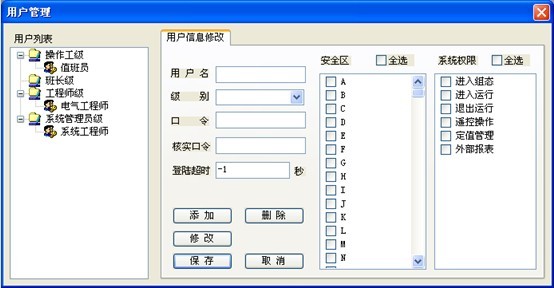 用户管理
用户列表
操作工级
值班员
班长级
工程师级
电气工程师
系统管理员级
系统工程师
用户信息修改
用 户 名
级 别
口 令
核实口令
登陆超时 -1 秒
添 加 删 除
修 改
保 存 取 消
安全区 全选
A
B
C
D
E
F
G
H
I
J
K
L
M
N
系统权限 全选
进入组态
进入运行
退出运行
遥控操作
定值管理
外部报表